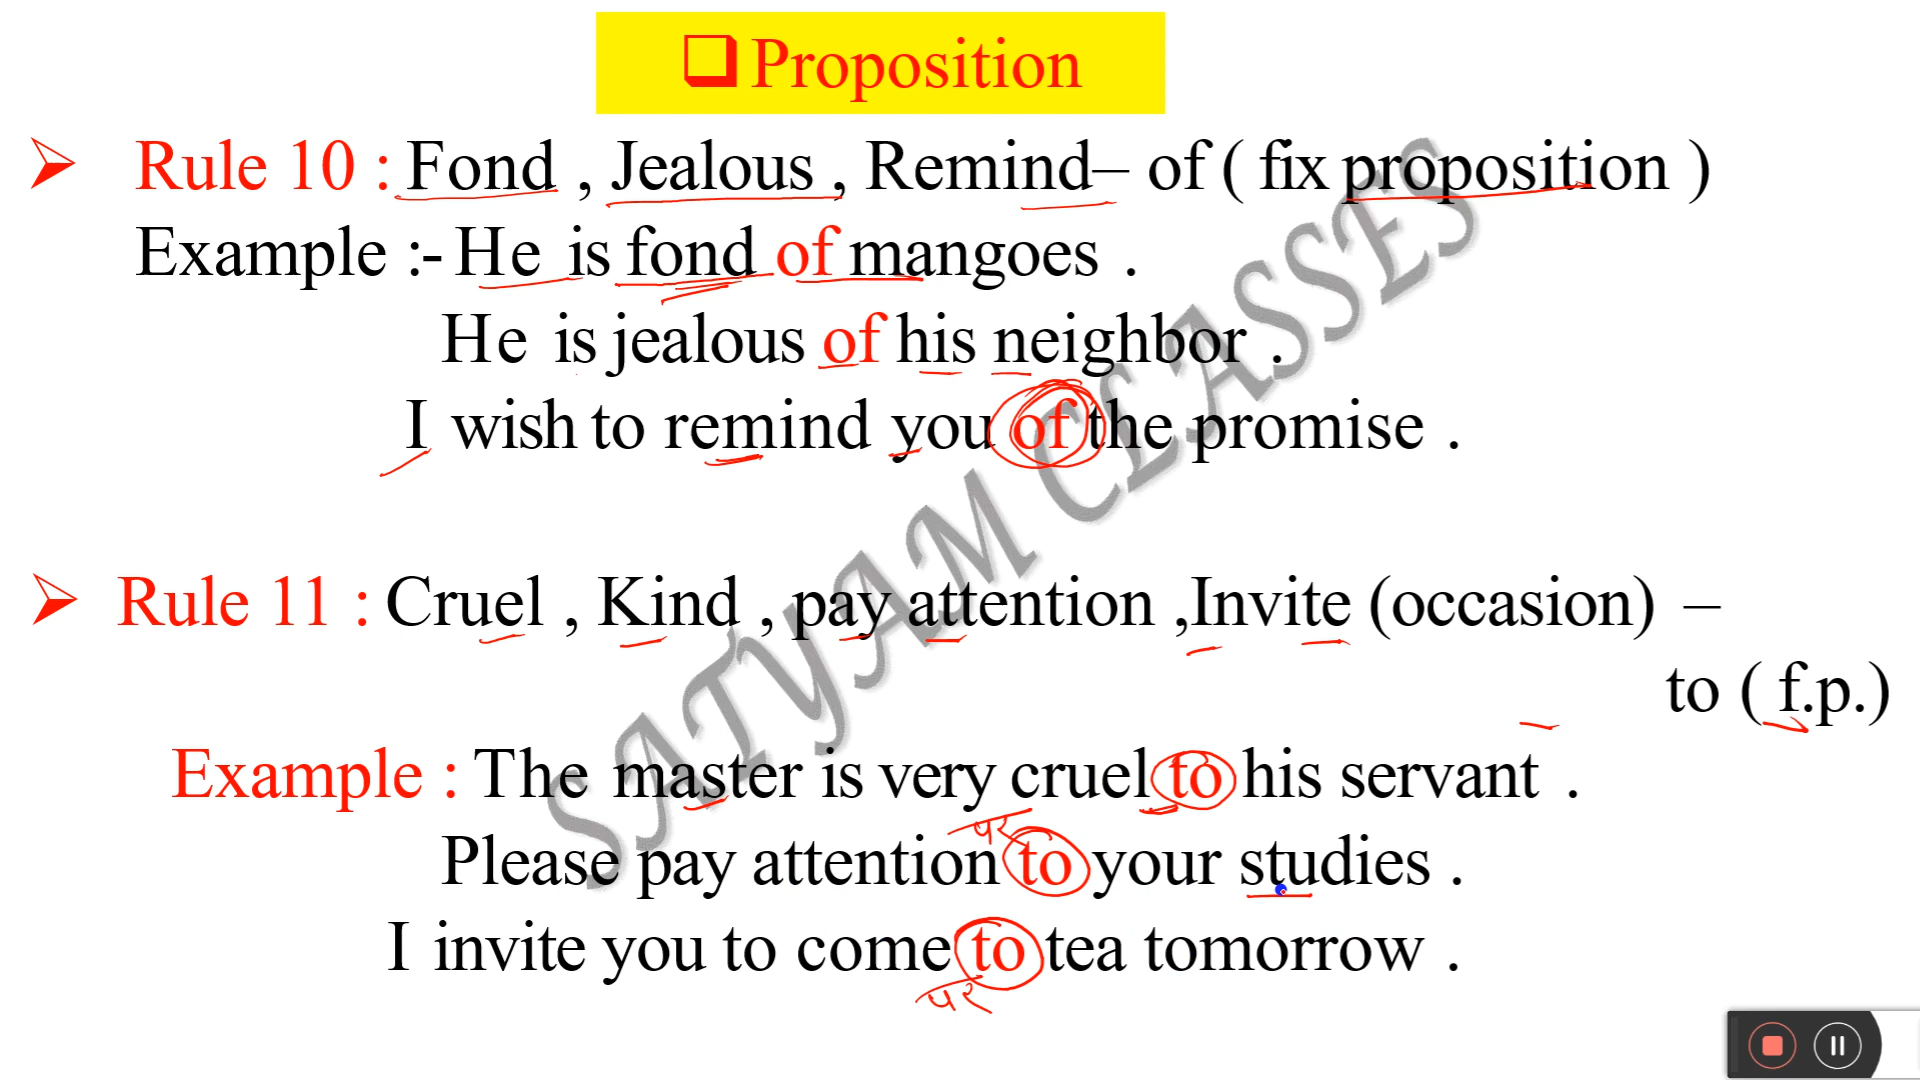 ❑ Proposition
➢ Rule 10 : Fond , Jealous , Remind– of ( fix proposition )
Example :- He is fond of mangoes .
He is jealous of his neighbor .
I wish to remind you of the promise .
➢ Rule 11 : Cruel , Kind , pay attention ,Invite (occasion) –
to ( f.p.)
Example : The master is very cruel to his servant .
पर
Please pay attention to your studies .
I invite you to come to tea tomorrow .
पर
SATYAM CLASSES